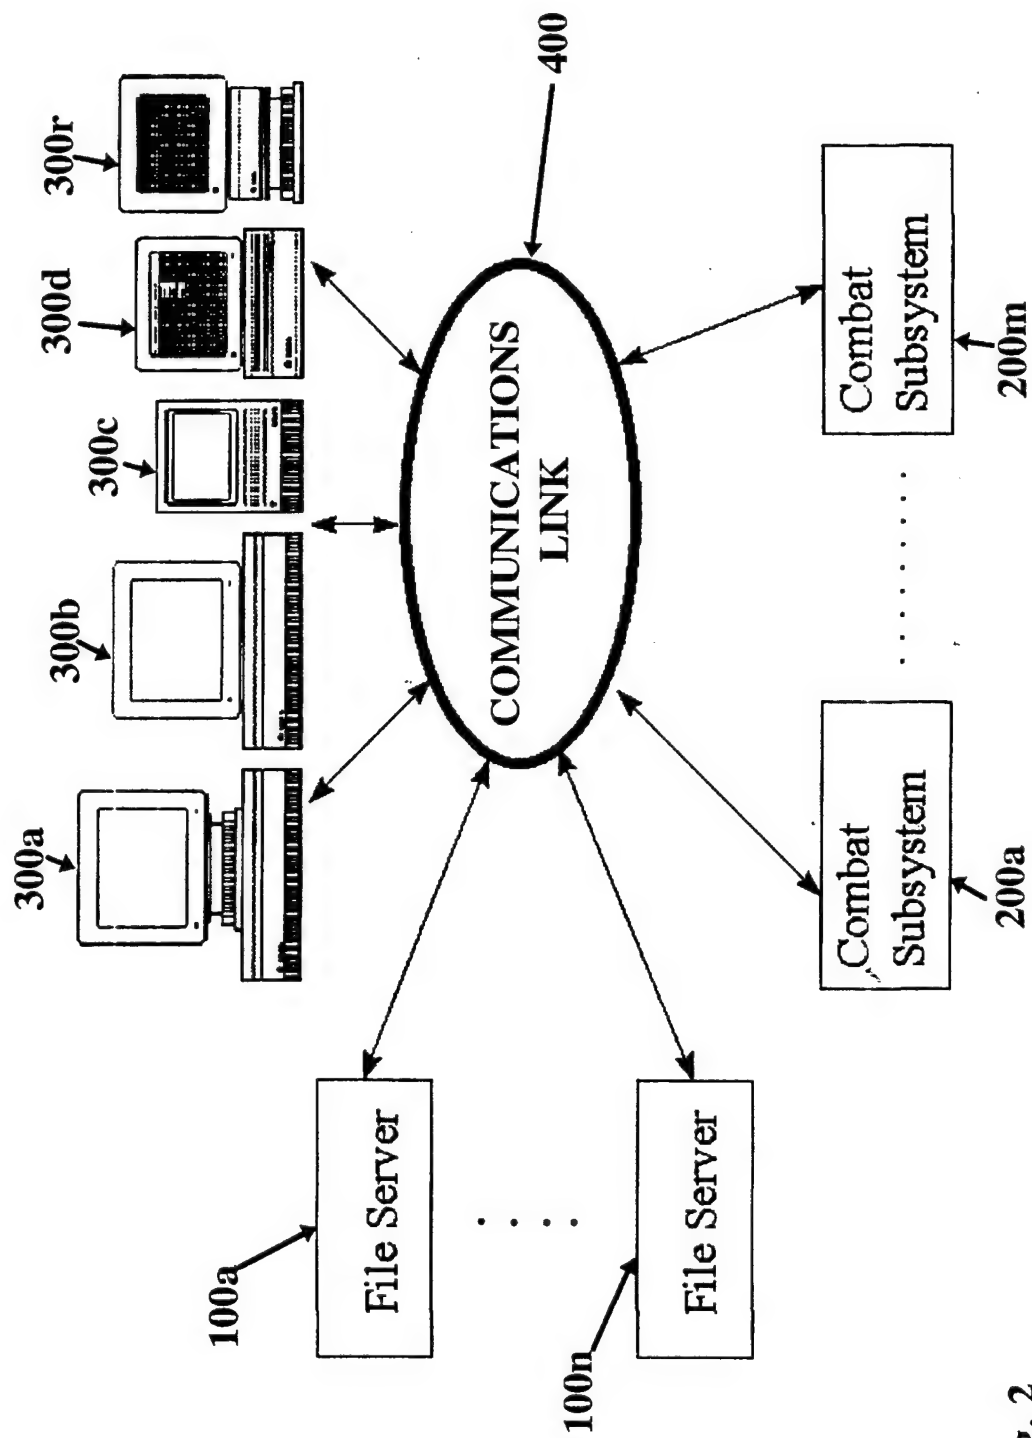 300a
300b
300c
300d
300r
100a
File Server
COMMUNICATIONS
LINK
400
100n
File Server
Combat
Subsystem
Combat
Subsystem
200a
200m
. 2